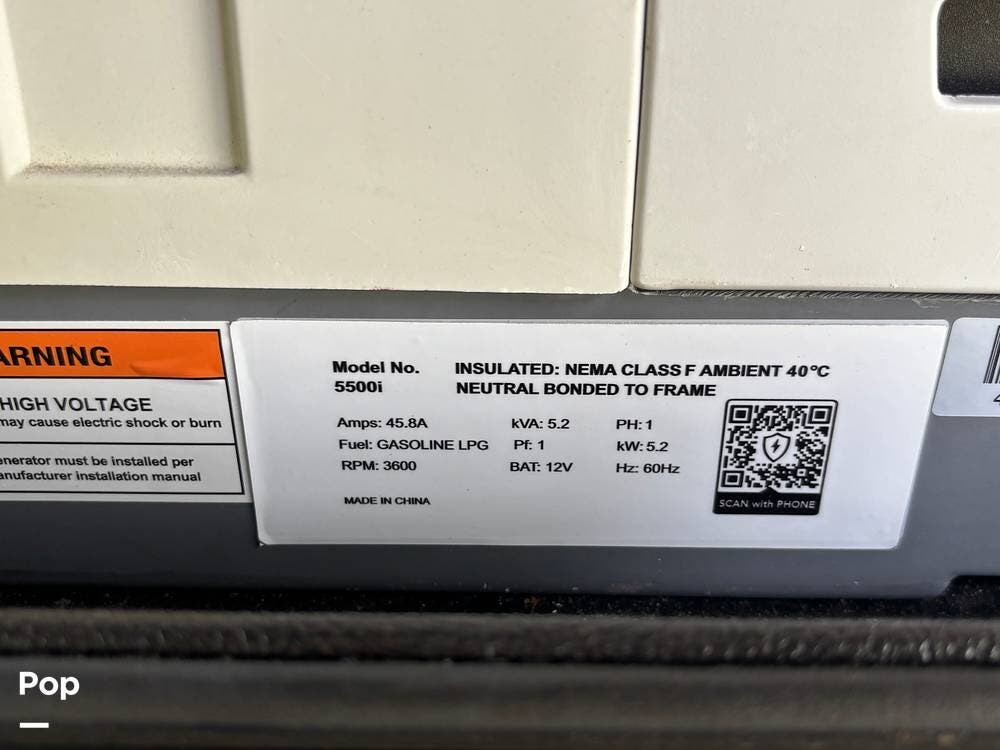 ARNING
HIGH VOLTAGE
may cause electric shock or burn
enerator must be installed per
anufacturer installation manual
Model No.
5500i
INSULATED: NEMA CLASS F AMBIENT 40°C
NEUTRAL BONDED TO FRAME
Amps: 45.8A kVA: 5.2 PH: 1
Fuel: GASOLINE LPG Pf: 1 kW: 5.2
RPM: 3600 BAT: 12V Hz: 60Hz
MADE IN CHINA
SCAN with PHONE
4
Pop